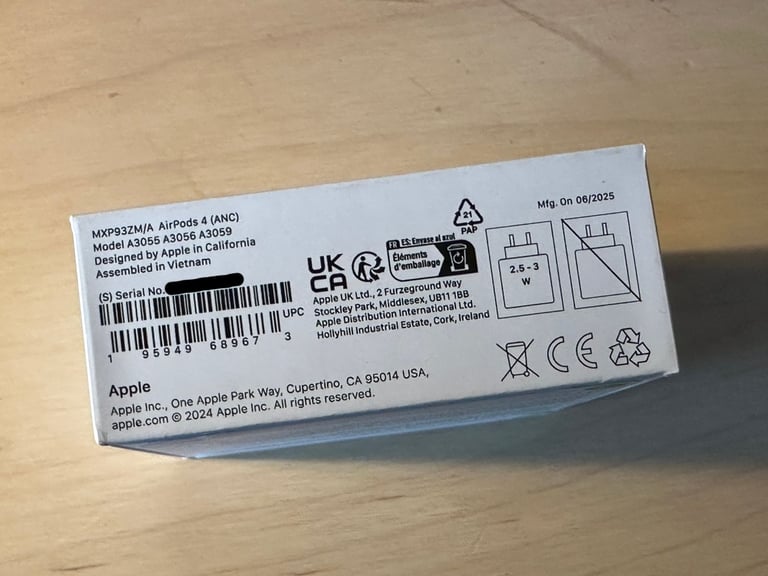 MXP93ZM/A AirPods 4 (ANC)
Model A3055 A3056 A3059
Designed by Apple in California
Assembled in Vietnam
(S) Serial No.
UPC
1 95949 68967 3
Apple
Apple Inc., One Apple Park Way, Cupertino, CA 95014 USA,
apple.com © 2024 Apple Inc. All rights reserved.
UK
CA
FR ES: Envase al azul
Éléments
d'emballage
Apple UK Ltd., 2 Furzeground Way
Stockley Park, Middlesex, UB11 1BB
Apple Distribution International Ltd.
Hollyhill Industrial Estate, Cork, Ireland
21
PAP
Mfg. On 06/2025
2.5 - 3
W
CE